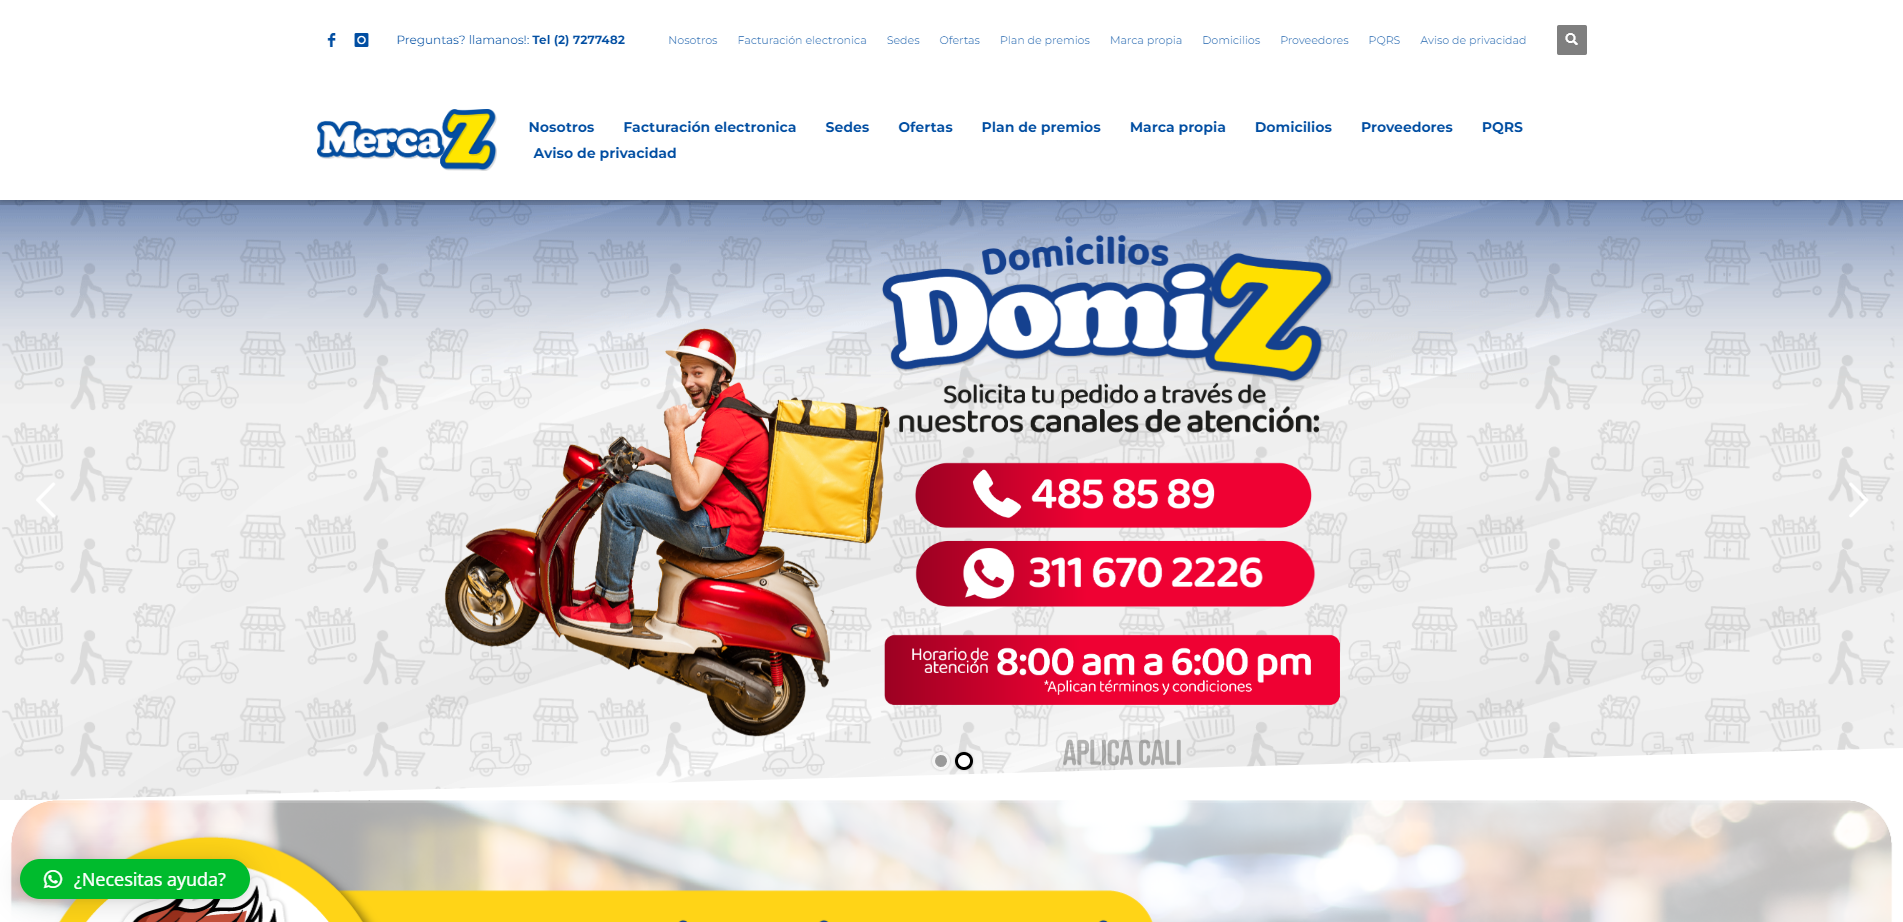 Preguntas? llamanos!: Tel (2) 7277482
Nosotros Facturación electronica Sedes Ofertas Plan de premios Marca propia Domicilios Proveedores PQRS Aviso de privacidad
MercaZ
Nosotros Facturación electronica Sedes Ofertas Plan de premios Marca propia Domicilios Proveedores PQRS
Aviso de privacidad
Domicilios
DomiZ
Solicita tu pedido a través de
nuestros canales de atención:
485 85 89
311 670 2226
Horario de
atención
8:00 am a 6:00 pm
*Aplican términos y condiciones
APLICA CALI
¿Necesitas ayuda?